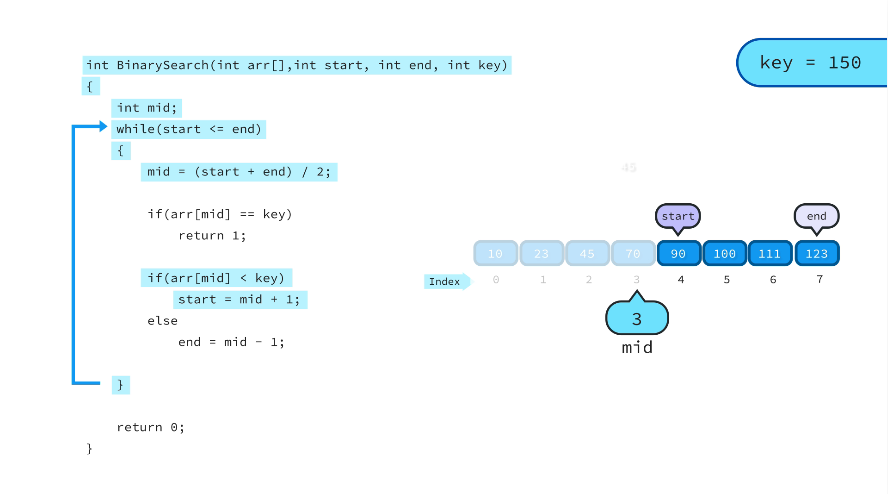 key = 150
int BinarySearch(int arr[],int start, int end, int key)
{
int mid;
while(start <= end)
{
mid = (start + end) / 2;
if(arr[mid] == key)
return 1;
if(arr[mid] < key)
start = mid + 1;
else
end = mid - 1;
}
return 0;
}
45
start
end
10 23 45 70 90 100 111 123
Index 0 1 2 3 4 5 6 7
3
mid